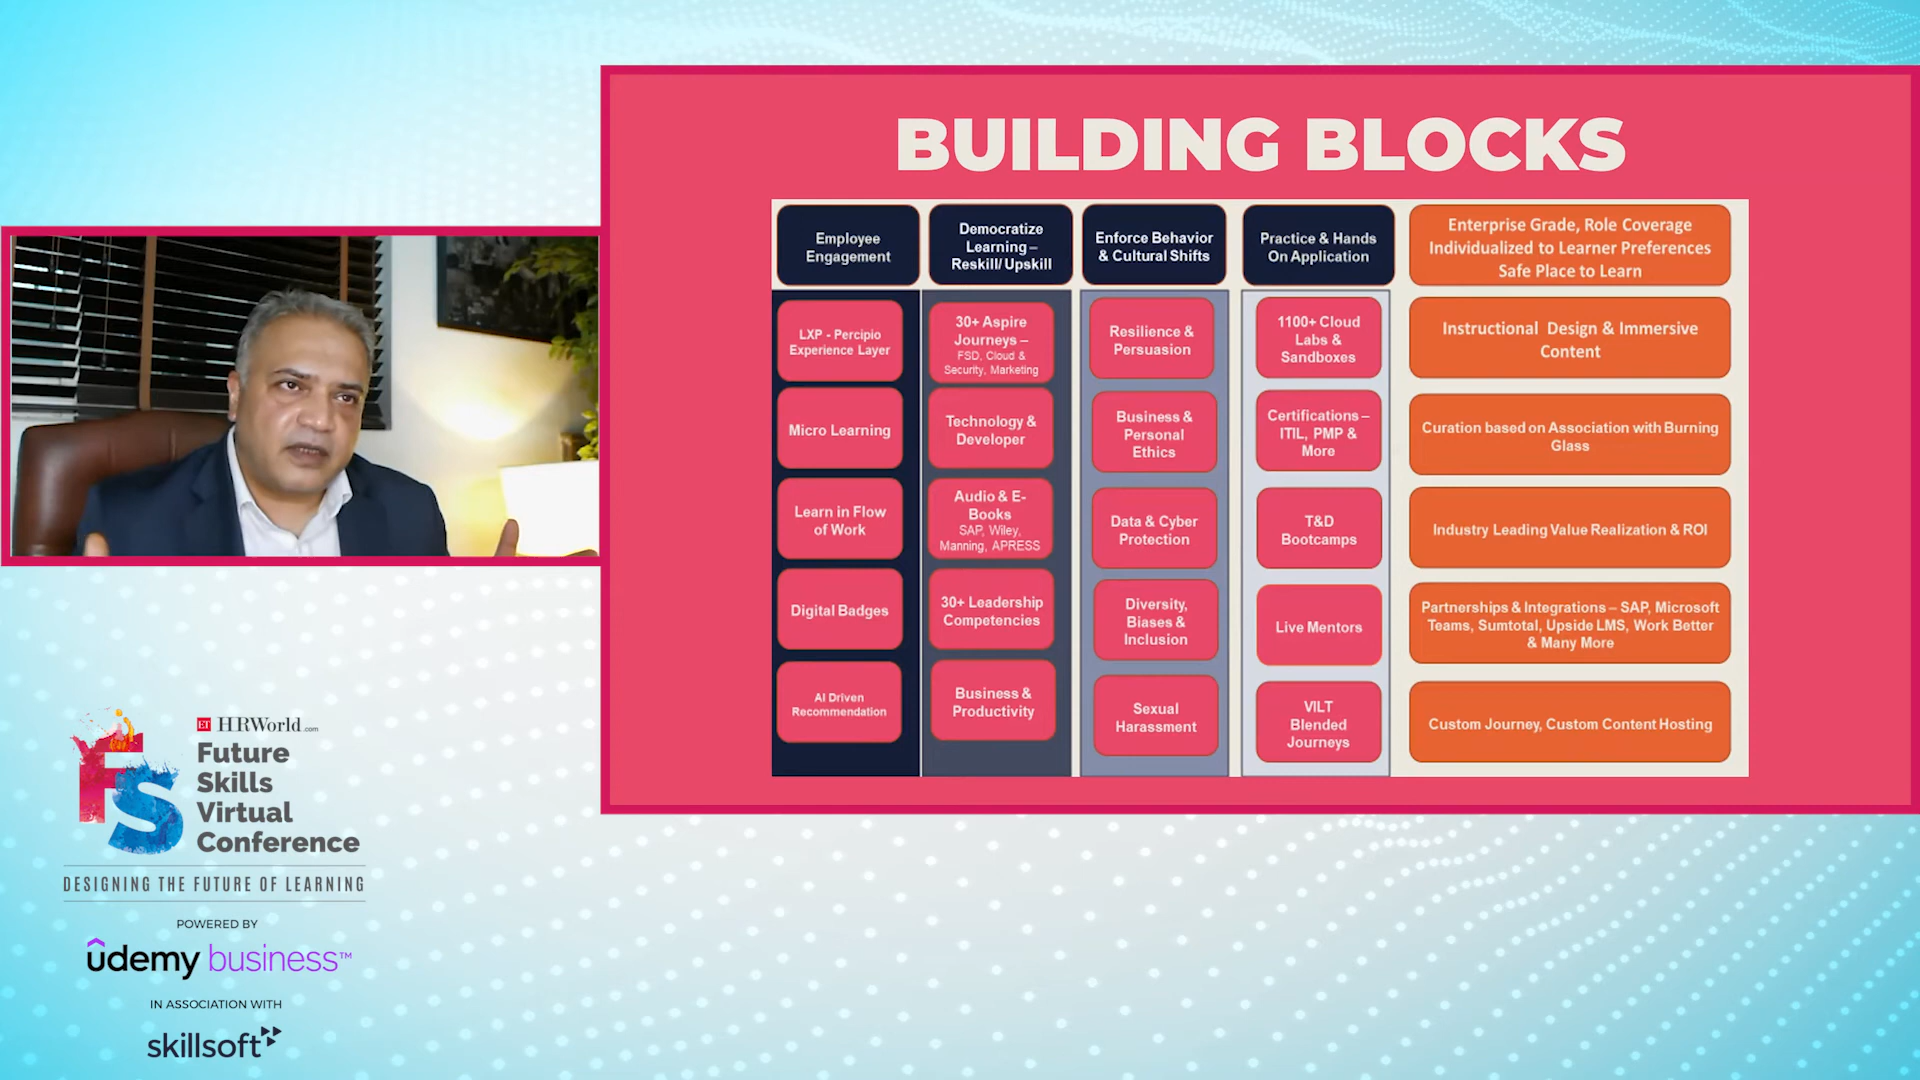 BUILDING BLOCKS
Employee
Engagement
Democratize
Learning –
Reskill/ Upskill
Enforce Behavior
& Cultural Shifts
Practice & Hands
On Application
Enterprise Grade, Role Coverage
Individualized to Learner Preferences
Safe Place to Learn
LXP - Percipio
Experience Layer
30+ Aspire
Journeys –
FSD, Cloud &
Security, Marketing
Resilience &
Persuasion
1100+ Cloud
Labs &
Sandboxes
Instructional Design & Immersive
Content
Micro Learning
Technology &
Developer
Business &
Personal
Ethics
Certifications –
ITIL, PMP &
More
Curation based on Association with Burning
Glass
Learn in Flow
of Work
Audio & E-
Books
SAP, Wiley,
Manning, APRESS
Data & Cyber
Protection
T&D
Bootcamps
Industry Leading Value Realization & ROI
Digital Badges
30+ Leadership
Competencies
Diversity,
Biases &
Inclusion
Live Mentors
Partnerships & Integrations – SAP, Microsoft
Teams, Sumtotal, Upside LMS, Work Better
& Many More
AI Driven
Recommendation
Business &
Productivity
Sexual
Harassment
VILT
Blended
Journeys
Custom Journey, Custom Content Hosting
FS
ET HRWorld.com
Future
Skills
Virtual
Conference
DESIGNING THE FUTURE OF LEARNING
POWERED BY
udemy business™
IN ASSOCIATION WITH
skillsoft